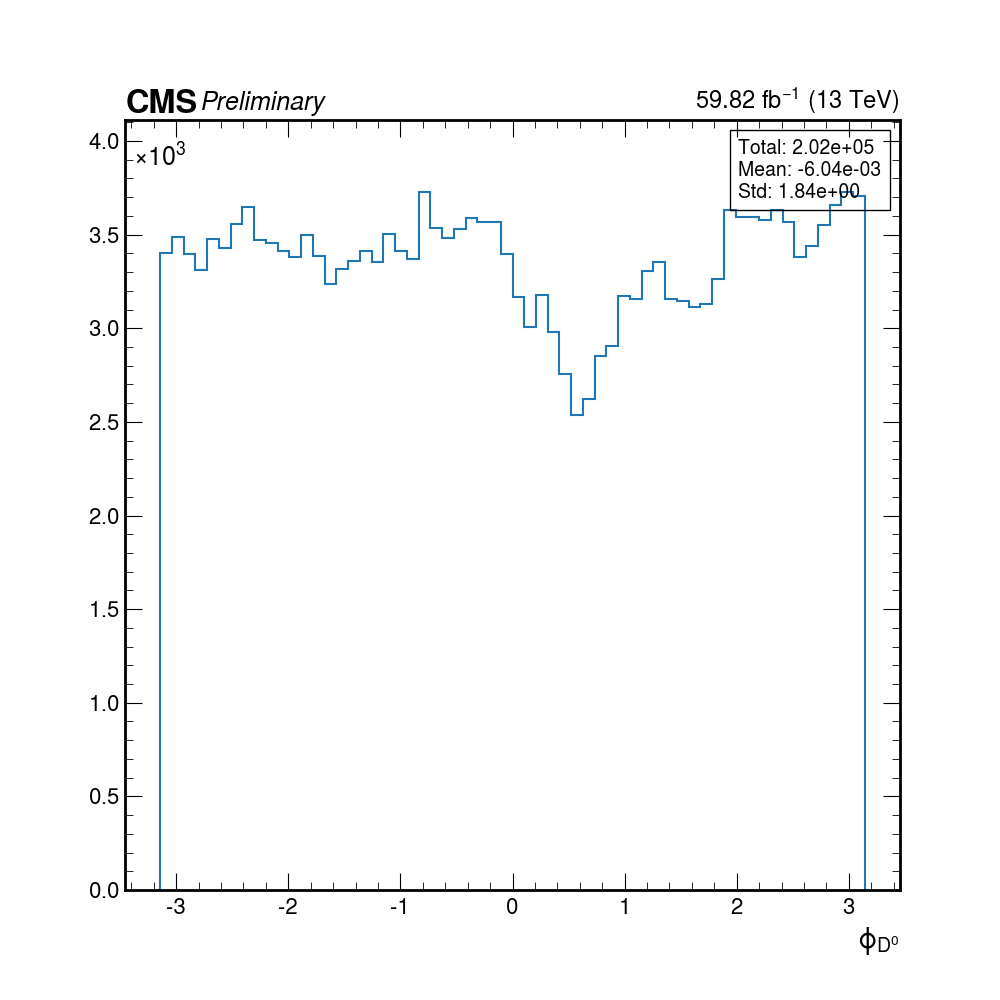 CMS Preliminary
59.82 fb⁻¹ (13 TeV)
×10³
Total: 2.02e+05
Mean: -6.04e-03
Std: 1.84e+00
4.0
3.5
3.0
2.5
2.0
1.5
1.0
0.5
0.0
-3 -2 -1 0 1 2 3
ϕ_D⁰